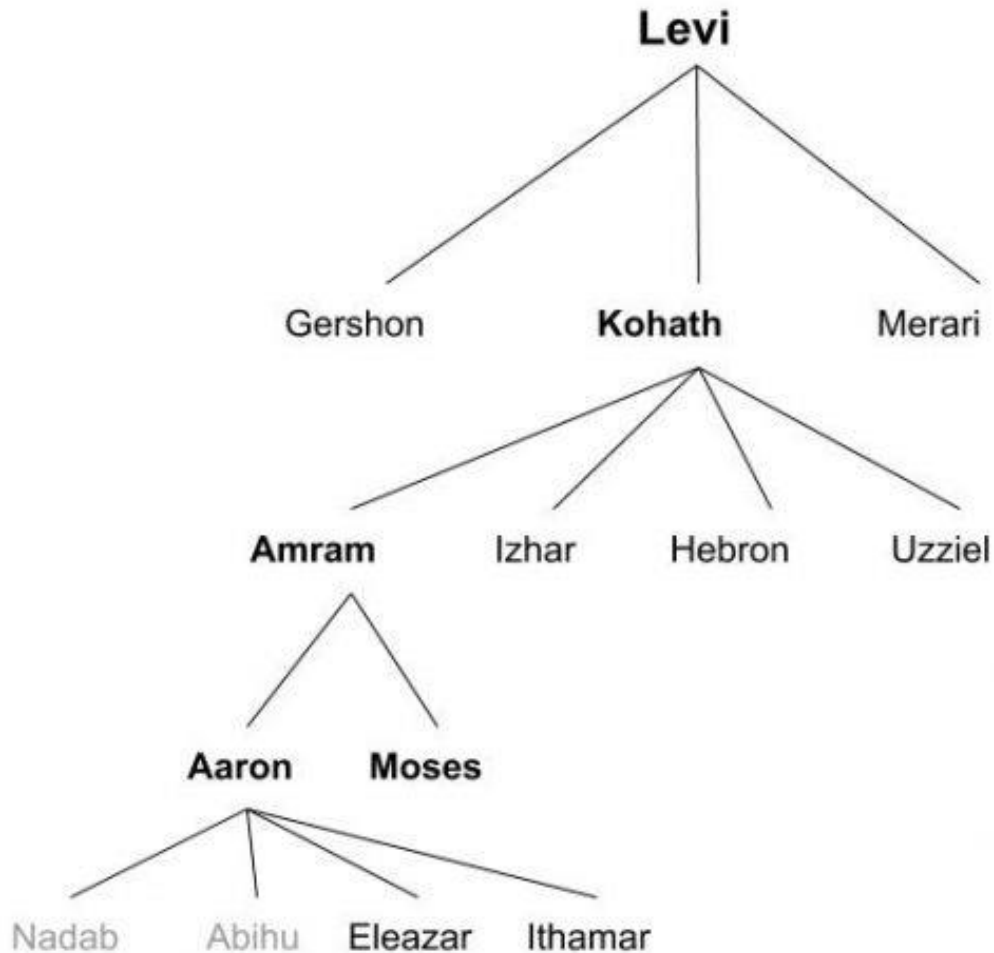 Levi
Gershon Kohath Merari
Amram Izhar Hebron Uzziel
Aaron Moses
Nadab Abihu Eleazar Ithamar